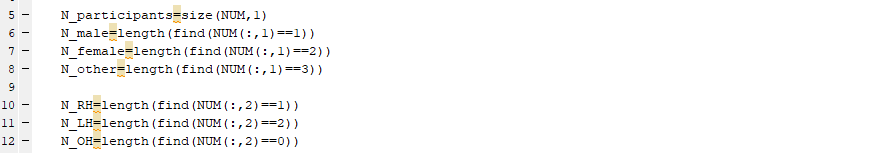 5 – N_participants=size(NUM,1)
6 – N_male=length(find(NUM(:,1)==1))
7 – N_female=length(find(NUM(:,1)==2))
8 – N_other=length(find(NUM(:,1)==3))
9
10 – N_RH=length(find(NUM(:,2)==1))
11 – N_LH=length(find(NUM(:,2)==2))
12 – N_OH=length(find(NUM(:,2)==0))